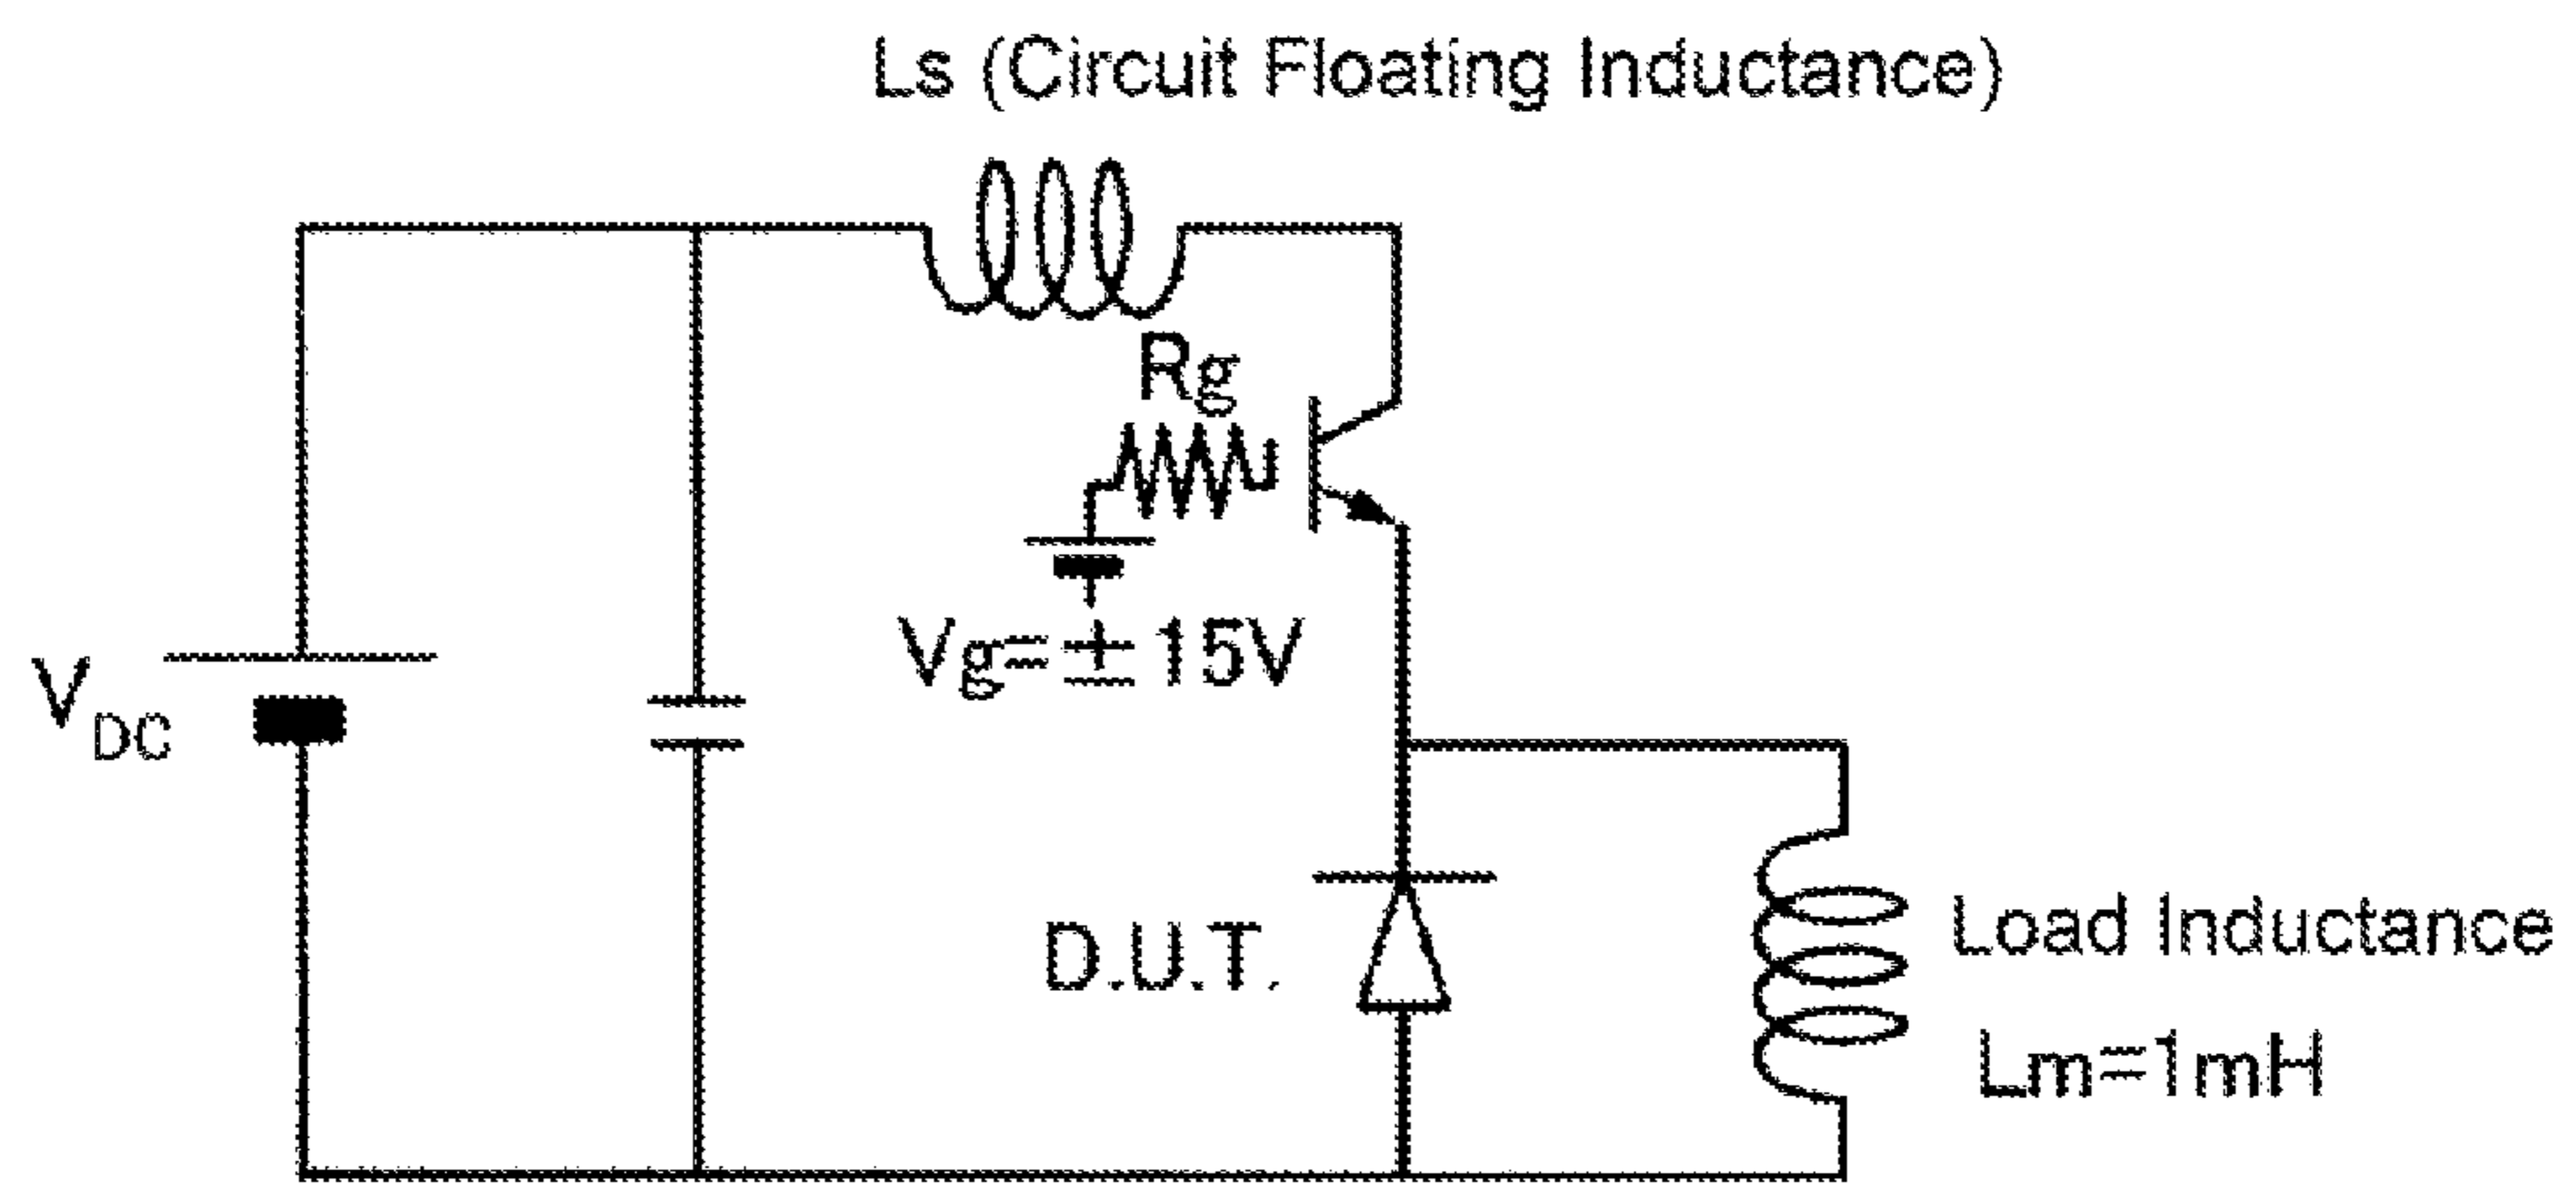 Ls (Circuit Floating Inductance)
Rg
Vg=±15V
VDC
D.U.T.
Load Inductance
Lm=1mH